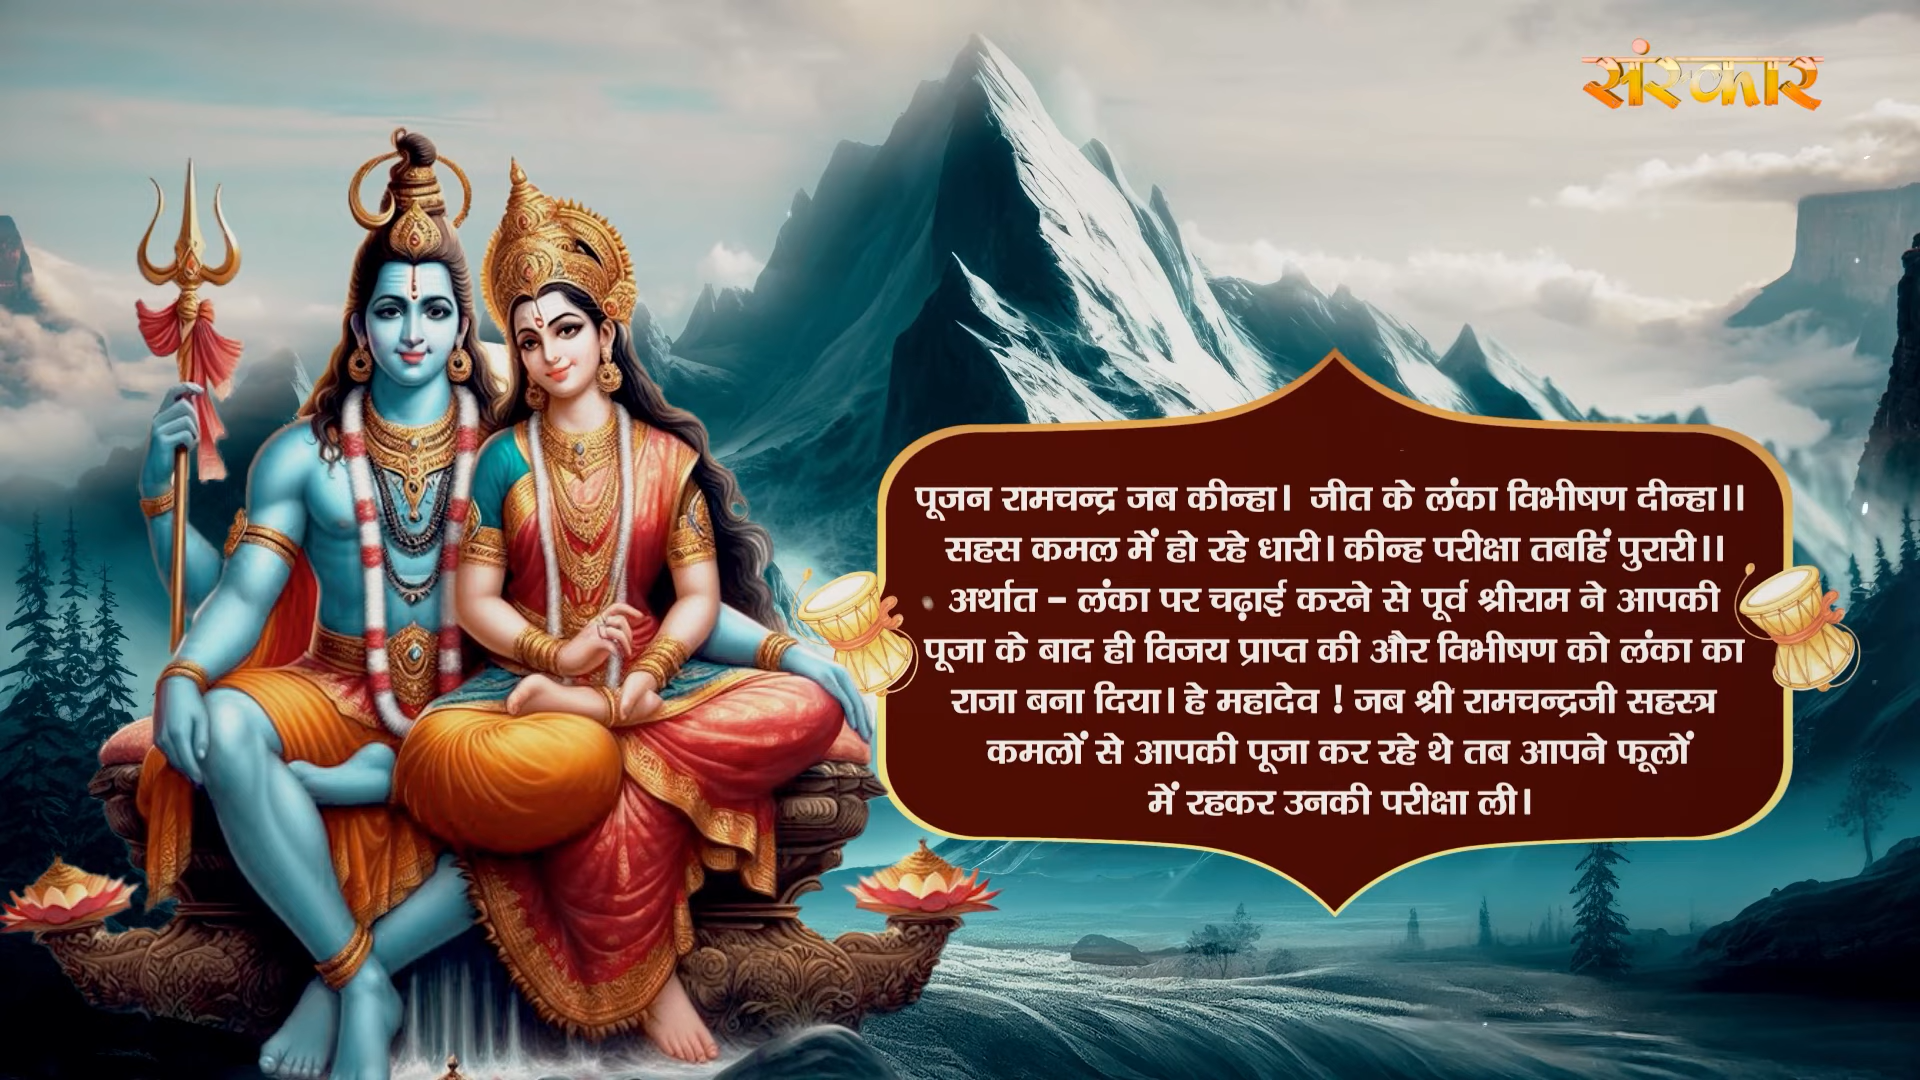 संस्कार
पूजन रामचन्द्र जब कीन्हा। जीत के लंका विभीषण दीन्हा।।
सहस कमल में हो रहे धारी। कीन्ह परीक्षा तबहिं पुरारी।।
अर्थात – लंका पर चढ़ाई करने से पूर्व श्रीराम ने आपकी
पूजा के बाद ही विजय प्राप्त की और विभीषण को लंका का
राजा बना दिया। हे महादेव ! जब श्री रामचन्द्रजी सहस्त्र
कमलों से आपकी पूजा कर रहे थे तब आपने फूलों
में रहकर उनकी परीक्षा ली।